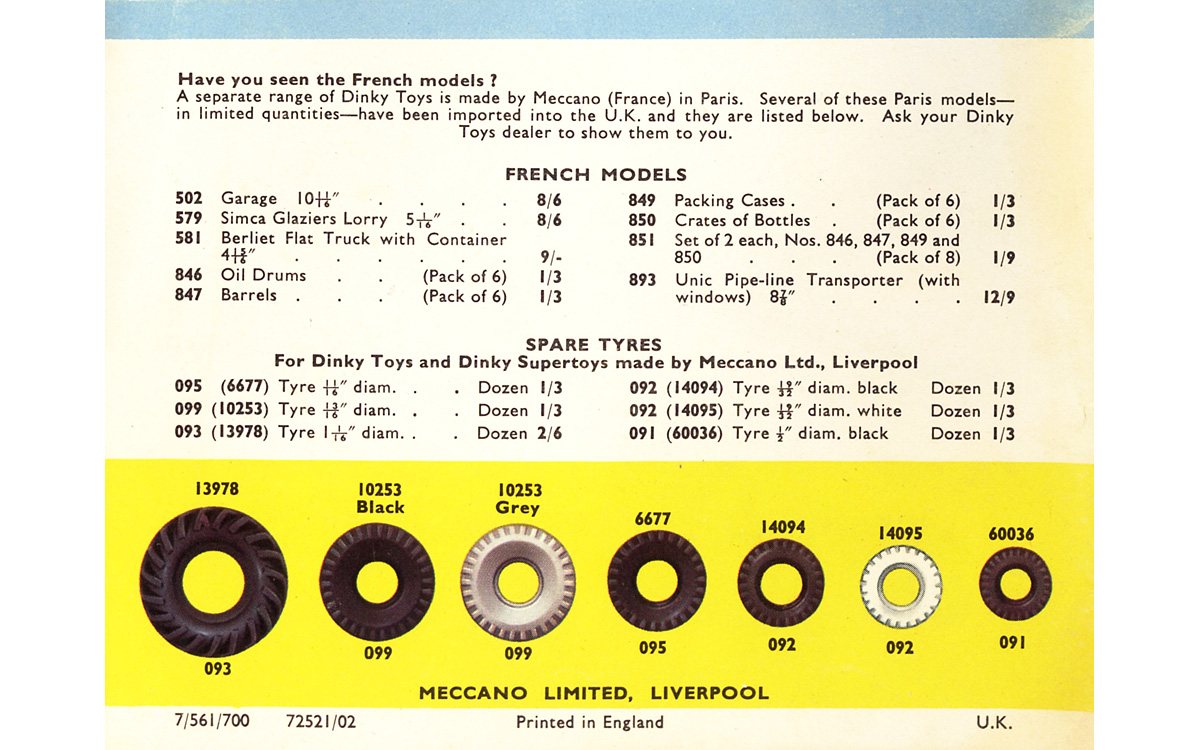 Have you seen the French models ?
A separate range of Dinky Toys is made by Meccano (France) in Paris. Several of these Paris models—
in limited quantities—have been imported into the U.K. and they are listed below. Ask your Dinky
Toys dealer to show them to you.
FRENCH MODELS
502 Garage 10 11/16″ . . . . 8/6
579 Simca Glaziers Lorry 5 1/16″ . . 8/6
581 Berliet Flat Truck with Container
4 15/16″ . . . . . . 9/-
846 Oil Drums . . (Pack of 6) 1/3
847 Barrels . . . (Pack of 6) 1/3
849 Packing Cases . . (Pack of 6) 1/3
850 Crates of Bottles . (Pack of 6) 1/3
851 Set of 2 each, Nos. 846, 847, 849 and
850 . . . (Pack of 8) 1/9
893 Unic Pipe-line Transporter (with
windows) 8 7/8″ . . . . 12/9
SPARE TYRES
For Dinky Toys and Dinky Supertoys made by Meccano Ltd., Liverpool
095 (6677) Tyre 11/16″ diam. . . Dozen 1/3
099 (10253) Tyre 13/16″ diam. . . Dozen 1/3
093 (13978) Tyre 1 1/16″ diam. . . Dozen 2/6
092 (14094) Tyre 19/32″ diam. black Dozen 1/3
092 (14095) Tyre 19/32″ diam. white Dozen 1/3
091 (60036) Tyre 1/2″ diam. black Dozen 1/3
13978
10253
Black
10253
Grey
6677
14094
14095
60036
093
099
099
095
092
092
091
MECCANO LIMITED, LIVERPOOL
7/561/700 72521/02 Printed in England U.K.